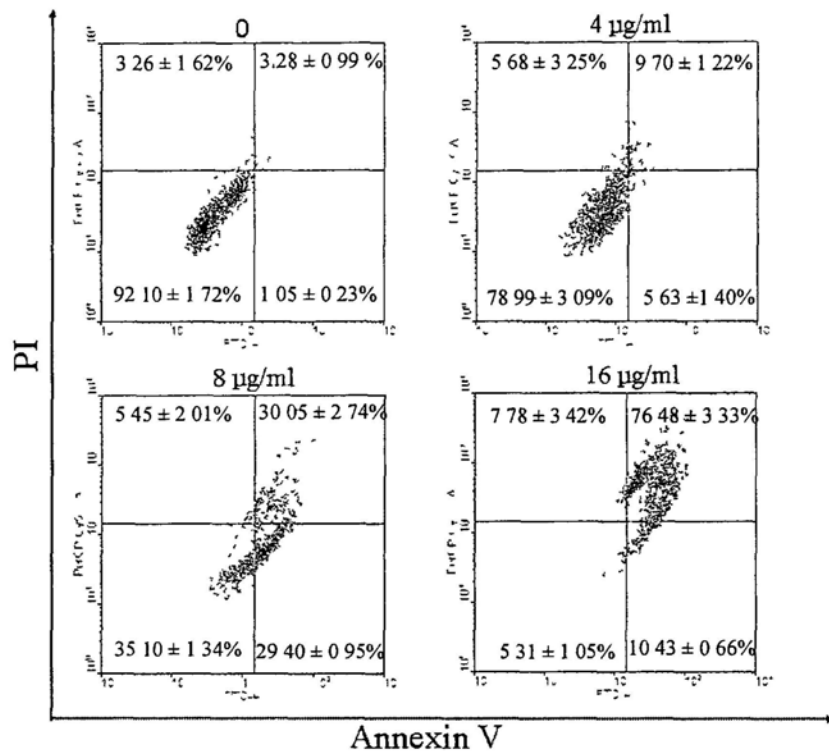 0
4 µg/ml
3 26 ± 1 62%
3.28 ± 0 99 %
5 68 ± 3 25%
9 70 ± 1 22%
92 10 ± 1 72%
1 05 ± 0 23%
78 99 ± 3 09%
5 63 ±1 40%
PI
8 µg/ml
16 µg/ml
5 45 ± 2 01%
30 05 ± 2 74%
7 78 ± 3 42%
76 48 ± 3 33%
35 10 ± 1 34%
29 40 ± 0 95%
5 31 ± 1 05%
10 43 ± 0 66%
Annexin V